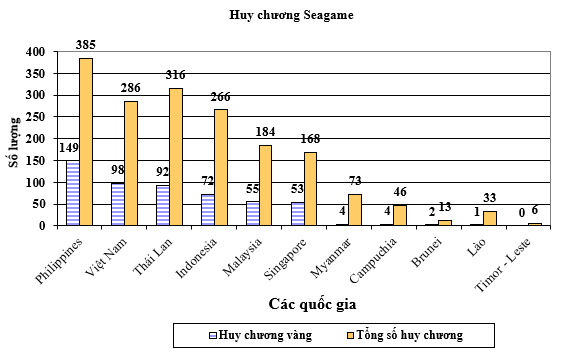 Huy chương Seagame
Số lượng
400
350
300
250
200
150
100
50
0
149
385
98
286
92
316
72
266
55
184
53
168
4
73
4
46
2
13
1
33
0
6
Philippines
Việt Nam
Thái Lan
Indonesia
Malaysia
Singapore
Myanmar
Campuchia
Brunei
Lào
Timor - Leste
Các quốc gia
Huy chương vàng
Tổng số huy chương